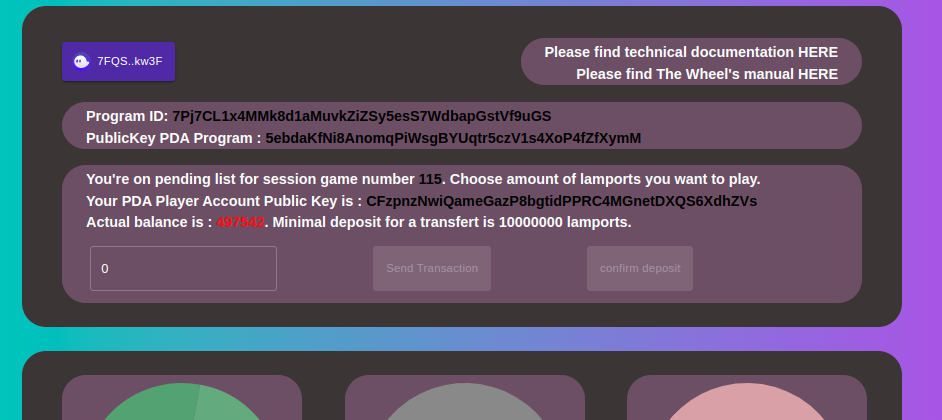 7FQS..kw3F
Please find technical documentation HERE
Please find The Wheel's manual HERE
Program ID: 7Pj7CL1x4MMk8d1aMuvkZiZSy5esS7WdbapGstVf9uGS
PublicKey PDA Program : 5ebdaKfNi8AnomqPiWsgBYUqtr5czV1s4XoP4fZfXymM
You're on pending list for session game number 115. Choose amount of lamports you want to play.
Your PDA Player Account Public Key is : CFzpnzNwiQameGazP8bgtidPPRC4MGnetDXQS6XdhZVs
Actual balance is : 497542. Minimal deposit for a transfert is 10000000 lamports.
0
Send Transaction
confirm deposit